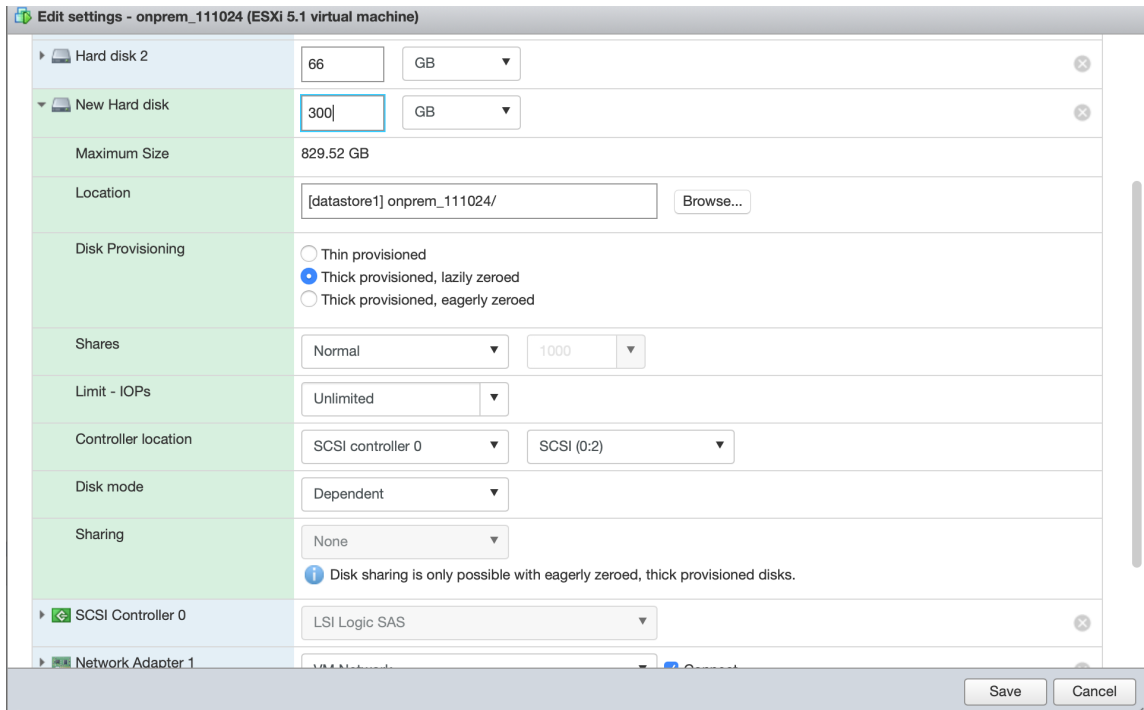 Edit settings - onprem_111024 (ESXi 5.1 virtual machine)
Hard disk 2 66 GB
New Hard disk 300 GB
Maximum Size 829.52 GB
Location [datastore1] onprem_111024/ Browse...
Disk Provisioning
Thin provisioned
Thick provisioned, lazily zeroed
Thick provisioned, eagerly zeroed
Shares Normal 1000
Limit - IOPs Unlimited
Controller location SCSI controller 0 SCSI (0:2)
Disk mode Dependent
Sharing None
Disk sharing is only possible with eagerly zeroed, thick provisioned disks.
SCSI Controller 0 LSI Logic SAS
Network Adapter 1 VM Network Connect
Save Cancel